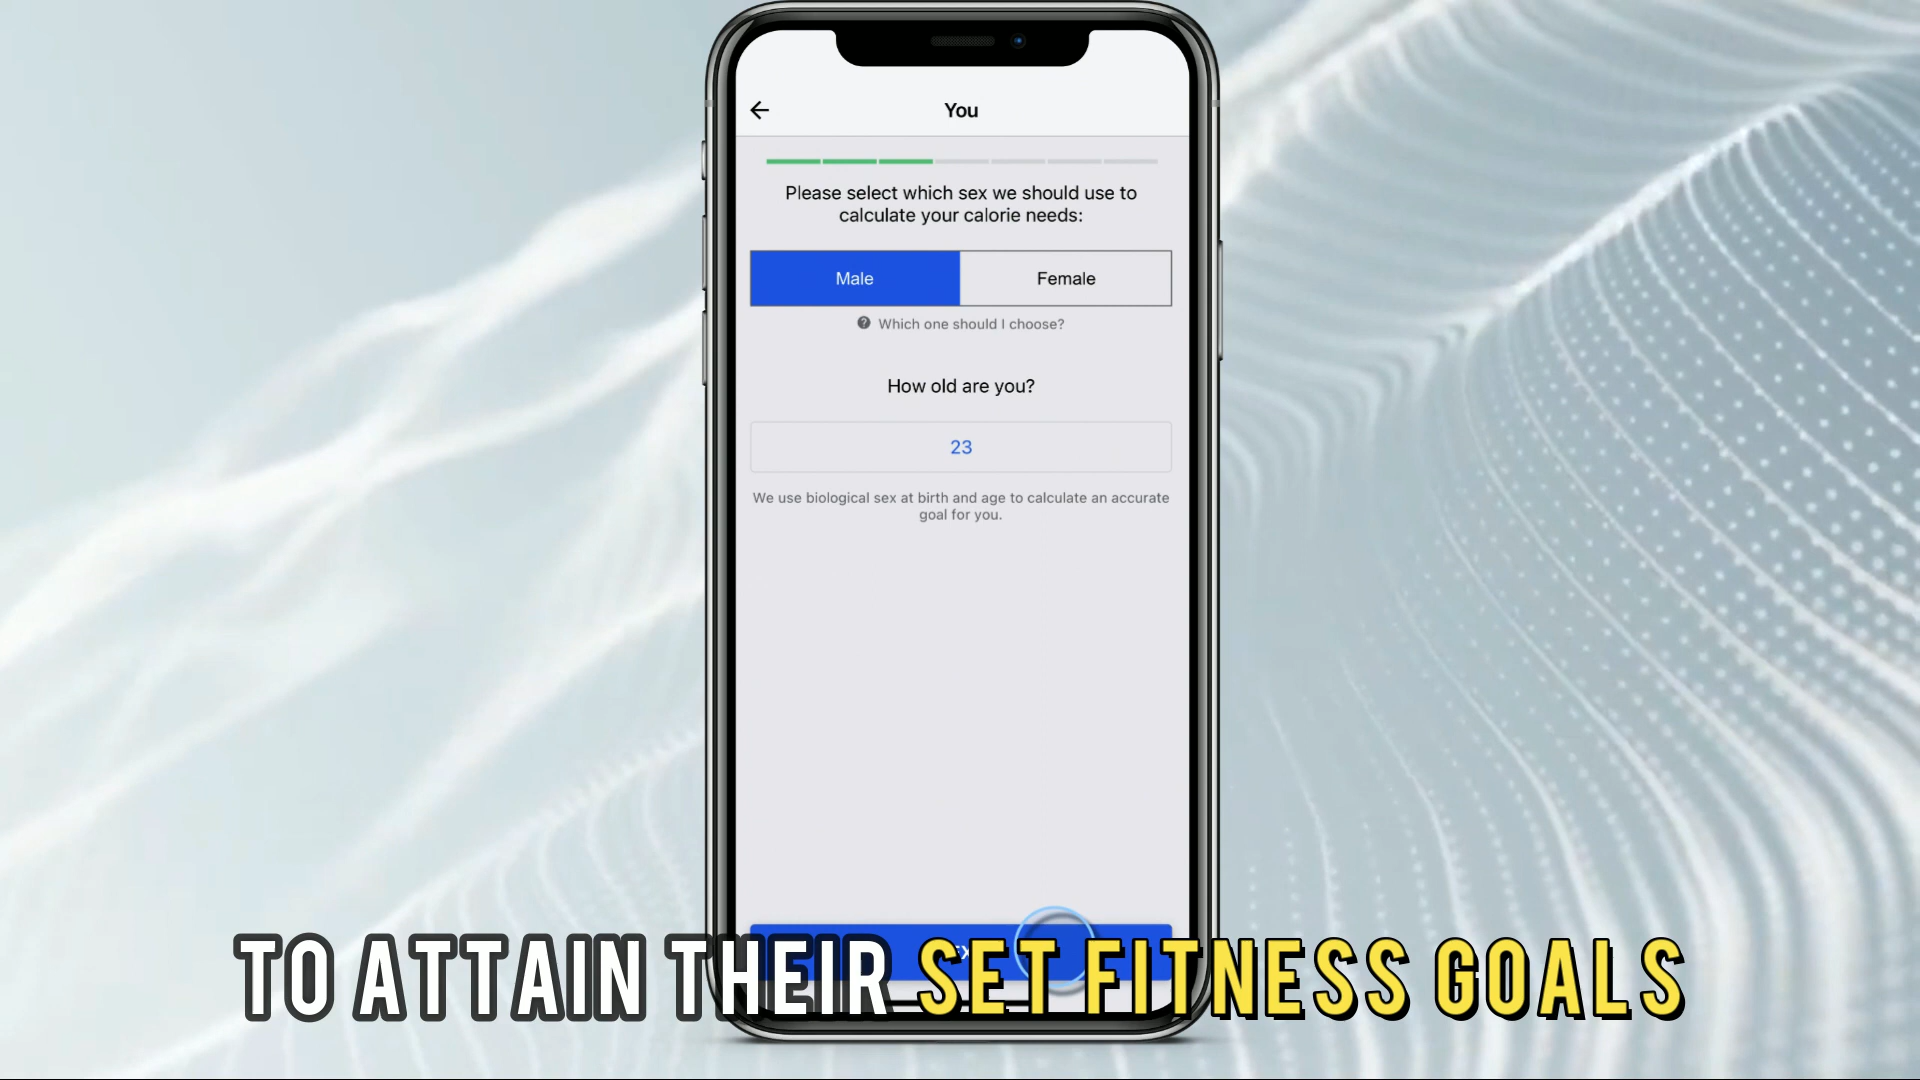 You
Please select which sex we should use to
calculate your calorie needs:
Male
Female
Which one should I choose?
How old are you?
23
We use biological sex at birth and age to calculate an accurate
goal for you.
TO ATTAIN THEIR SET FITNESS GOALS